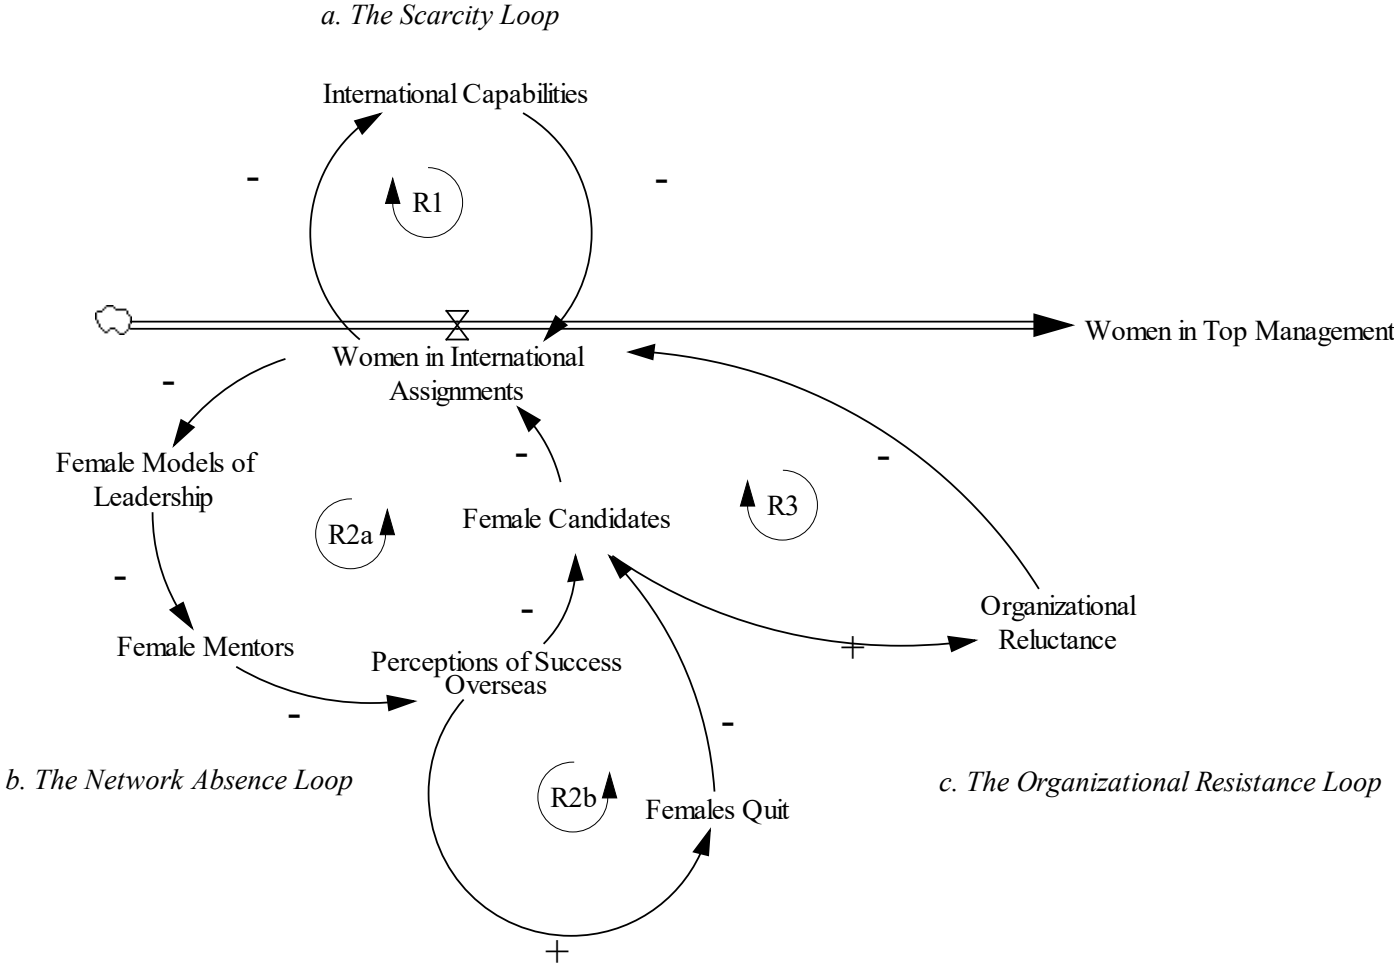 a. The Scarcity Loop
International Capabilities
-
-
R1
Women in Top Management
Women in International
Assignments
-
-
-
Female Models of
Leadership
R2a
Female Candidates
R3
-
-
Organizational
Reluctance
+
Female Mentors
Perceptions of Success
Overseas
-
-
b. The Network Absence Loop
c. The Organizational Resistance Loop
R2b
Females Quit
+